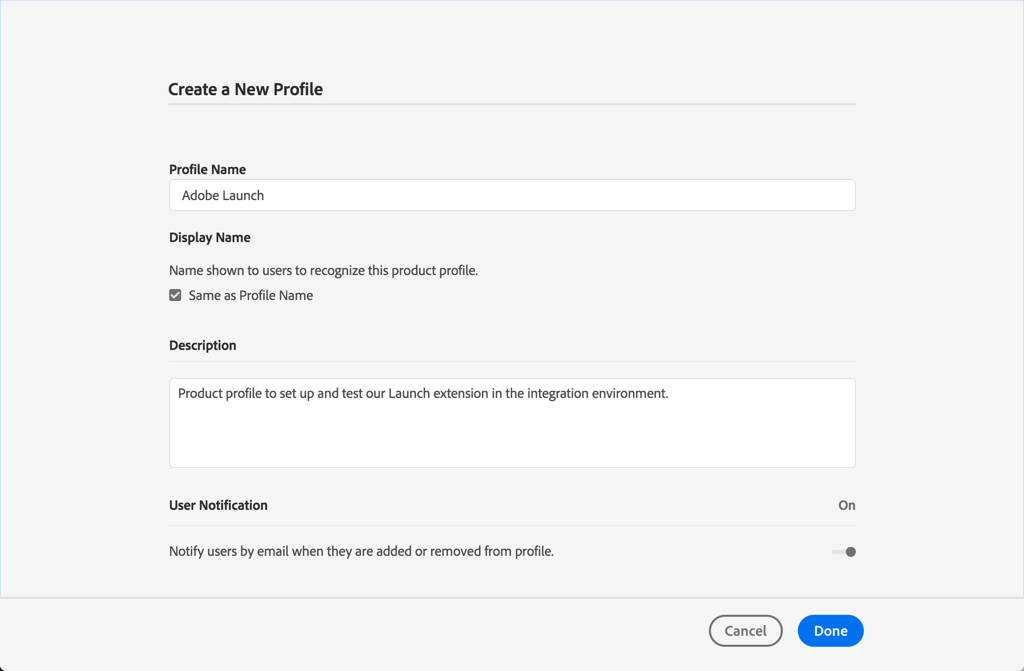 Create a New Profile
Profile Name
Adobe Launch
Display Name
Name shown to users to recognize this product profile.
Same as Profile Name
Description
Product profile to set up and test our Launch extension in the integration environment.
User Notification On
Notify users by email when they are added or removed from profile.
Cancel Done